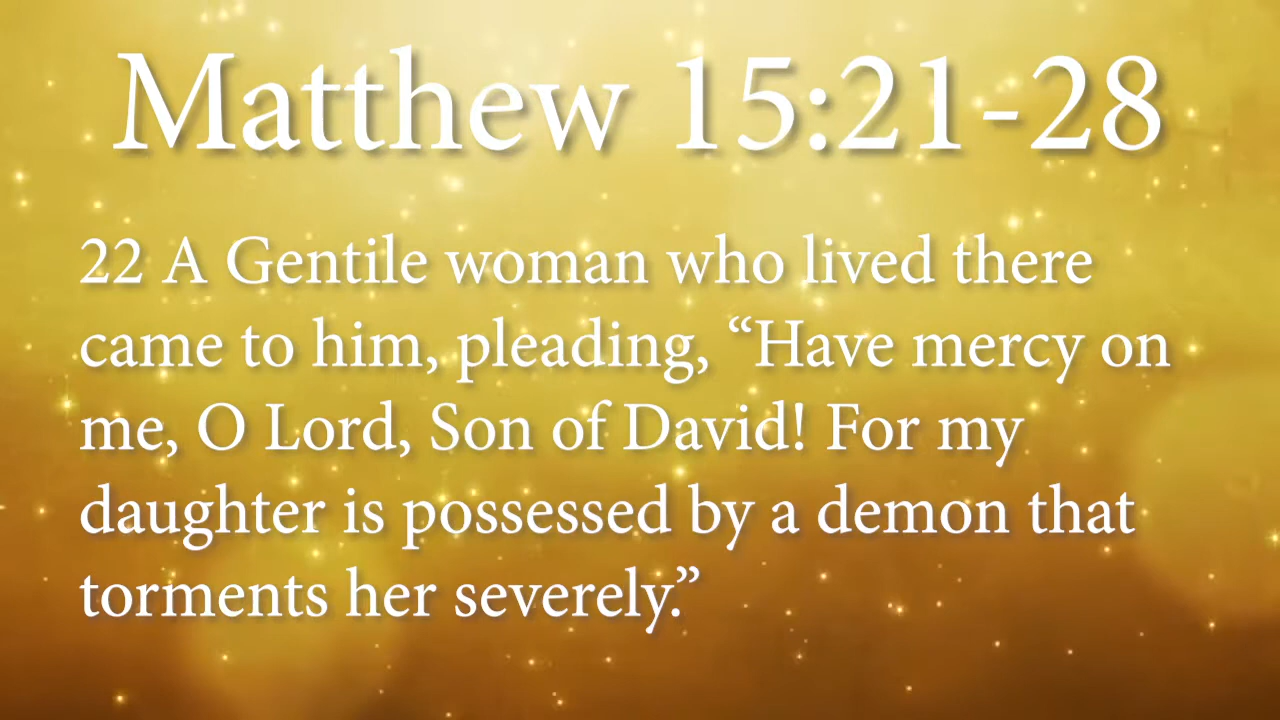 Matthew 15:21-28
22 A Gentile woman who lived there
came to him, pleading, “Have mercy on
me, O Lord, Son of David! For my
daughter is possessed by a demon that
torments her severely.”